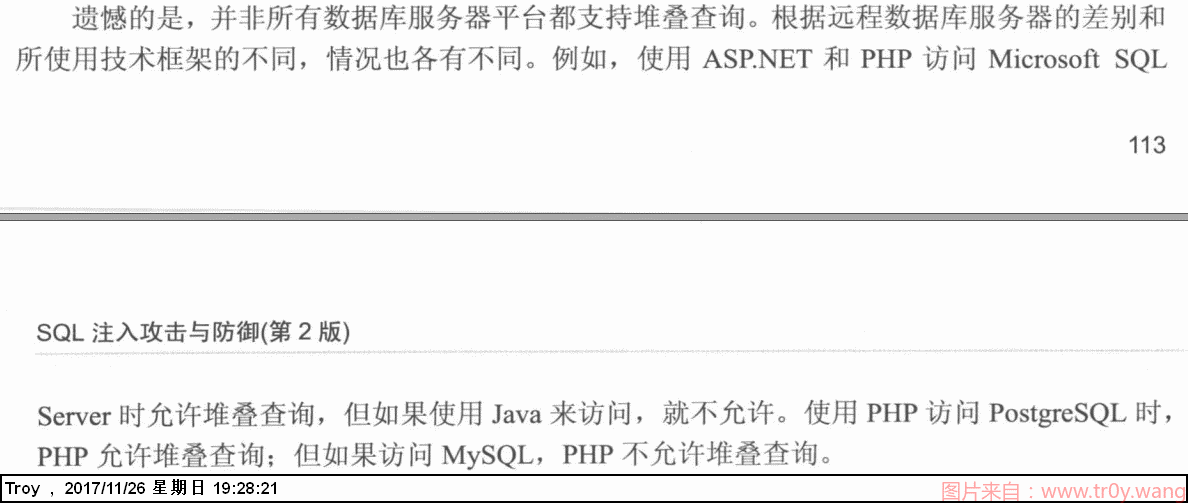 遗憾的是，并非所有数据库服务器平台都支持堆叠查询。根据远程数据库服务器的差别和
所使用技术框架的不同，情况也各有不同。例如，使用 ASP.NET 和 PHP 访问 Microsoft SQL
113
SQL 注入攻击与防御(第 2 版)
Server 时允许堆叠查询，但如果使用 Java 来访问，就不允许。使用 PHP 访问 PostgreSQL 时，
PHP 允许堆叠查询；但如果访问 MySQL，PHP 不允许堆叠查询。
Troy , 2017/11/26 星期日 19:28:21
图片来自：www.tr0y.wang